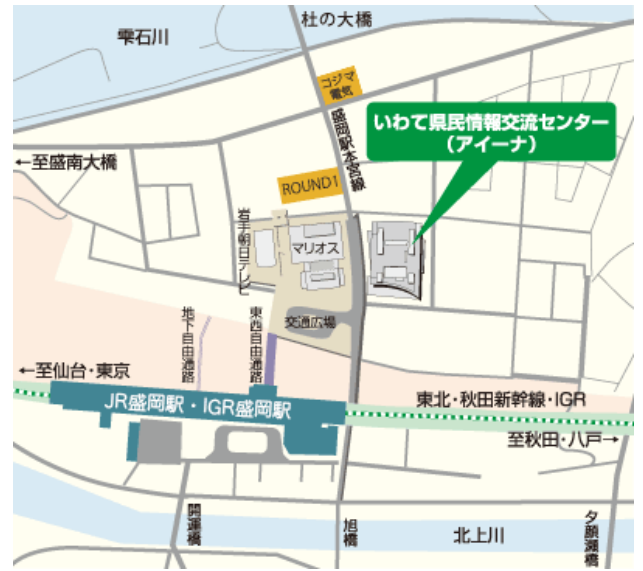 杜の大橋
雫石川
コジマ
電気
盛岡駅本宮線
いわて県民情報交流センター
（アイーナ）
←至盛南大橋
ROUND1
岩手朝日テレビ
マリオス
交通広場
地下自由通路
東西自由通路
←至仙台・東京
JR盛岡駅・IGR盛岡駅
東北・秋田新幹線・IGR
至秋田・八戸→
開運橋
旭橋
北上川
夕顔瀬橋